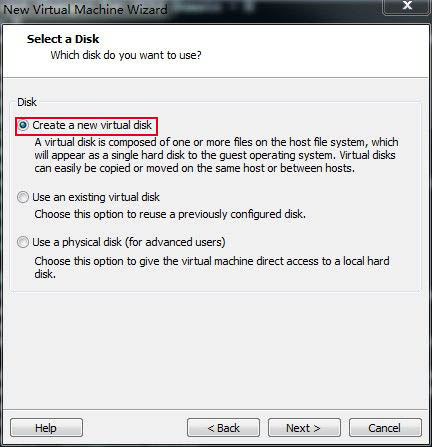 New Virtual Machine Wizard
Select a Disk
Which disk do you want to use?
Disk
Create a new virtual disk
A virtual disk is composed of one or more files on the host file system, which
will appear as a single hard disk to the guest operating system. Virtual disks
can easily be copied or moved on the same host or between hosts.
Use an existing virtual disk
Choose this option to reuse a previously configured disk.
Use a physical disk (for advanced users)
Choose this option to give the virtual machine direct access to a local hard
disk.
Help
< Back
Next >
Cancel